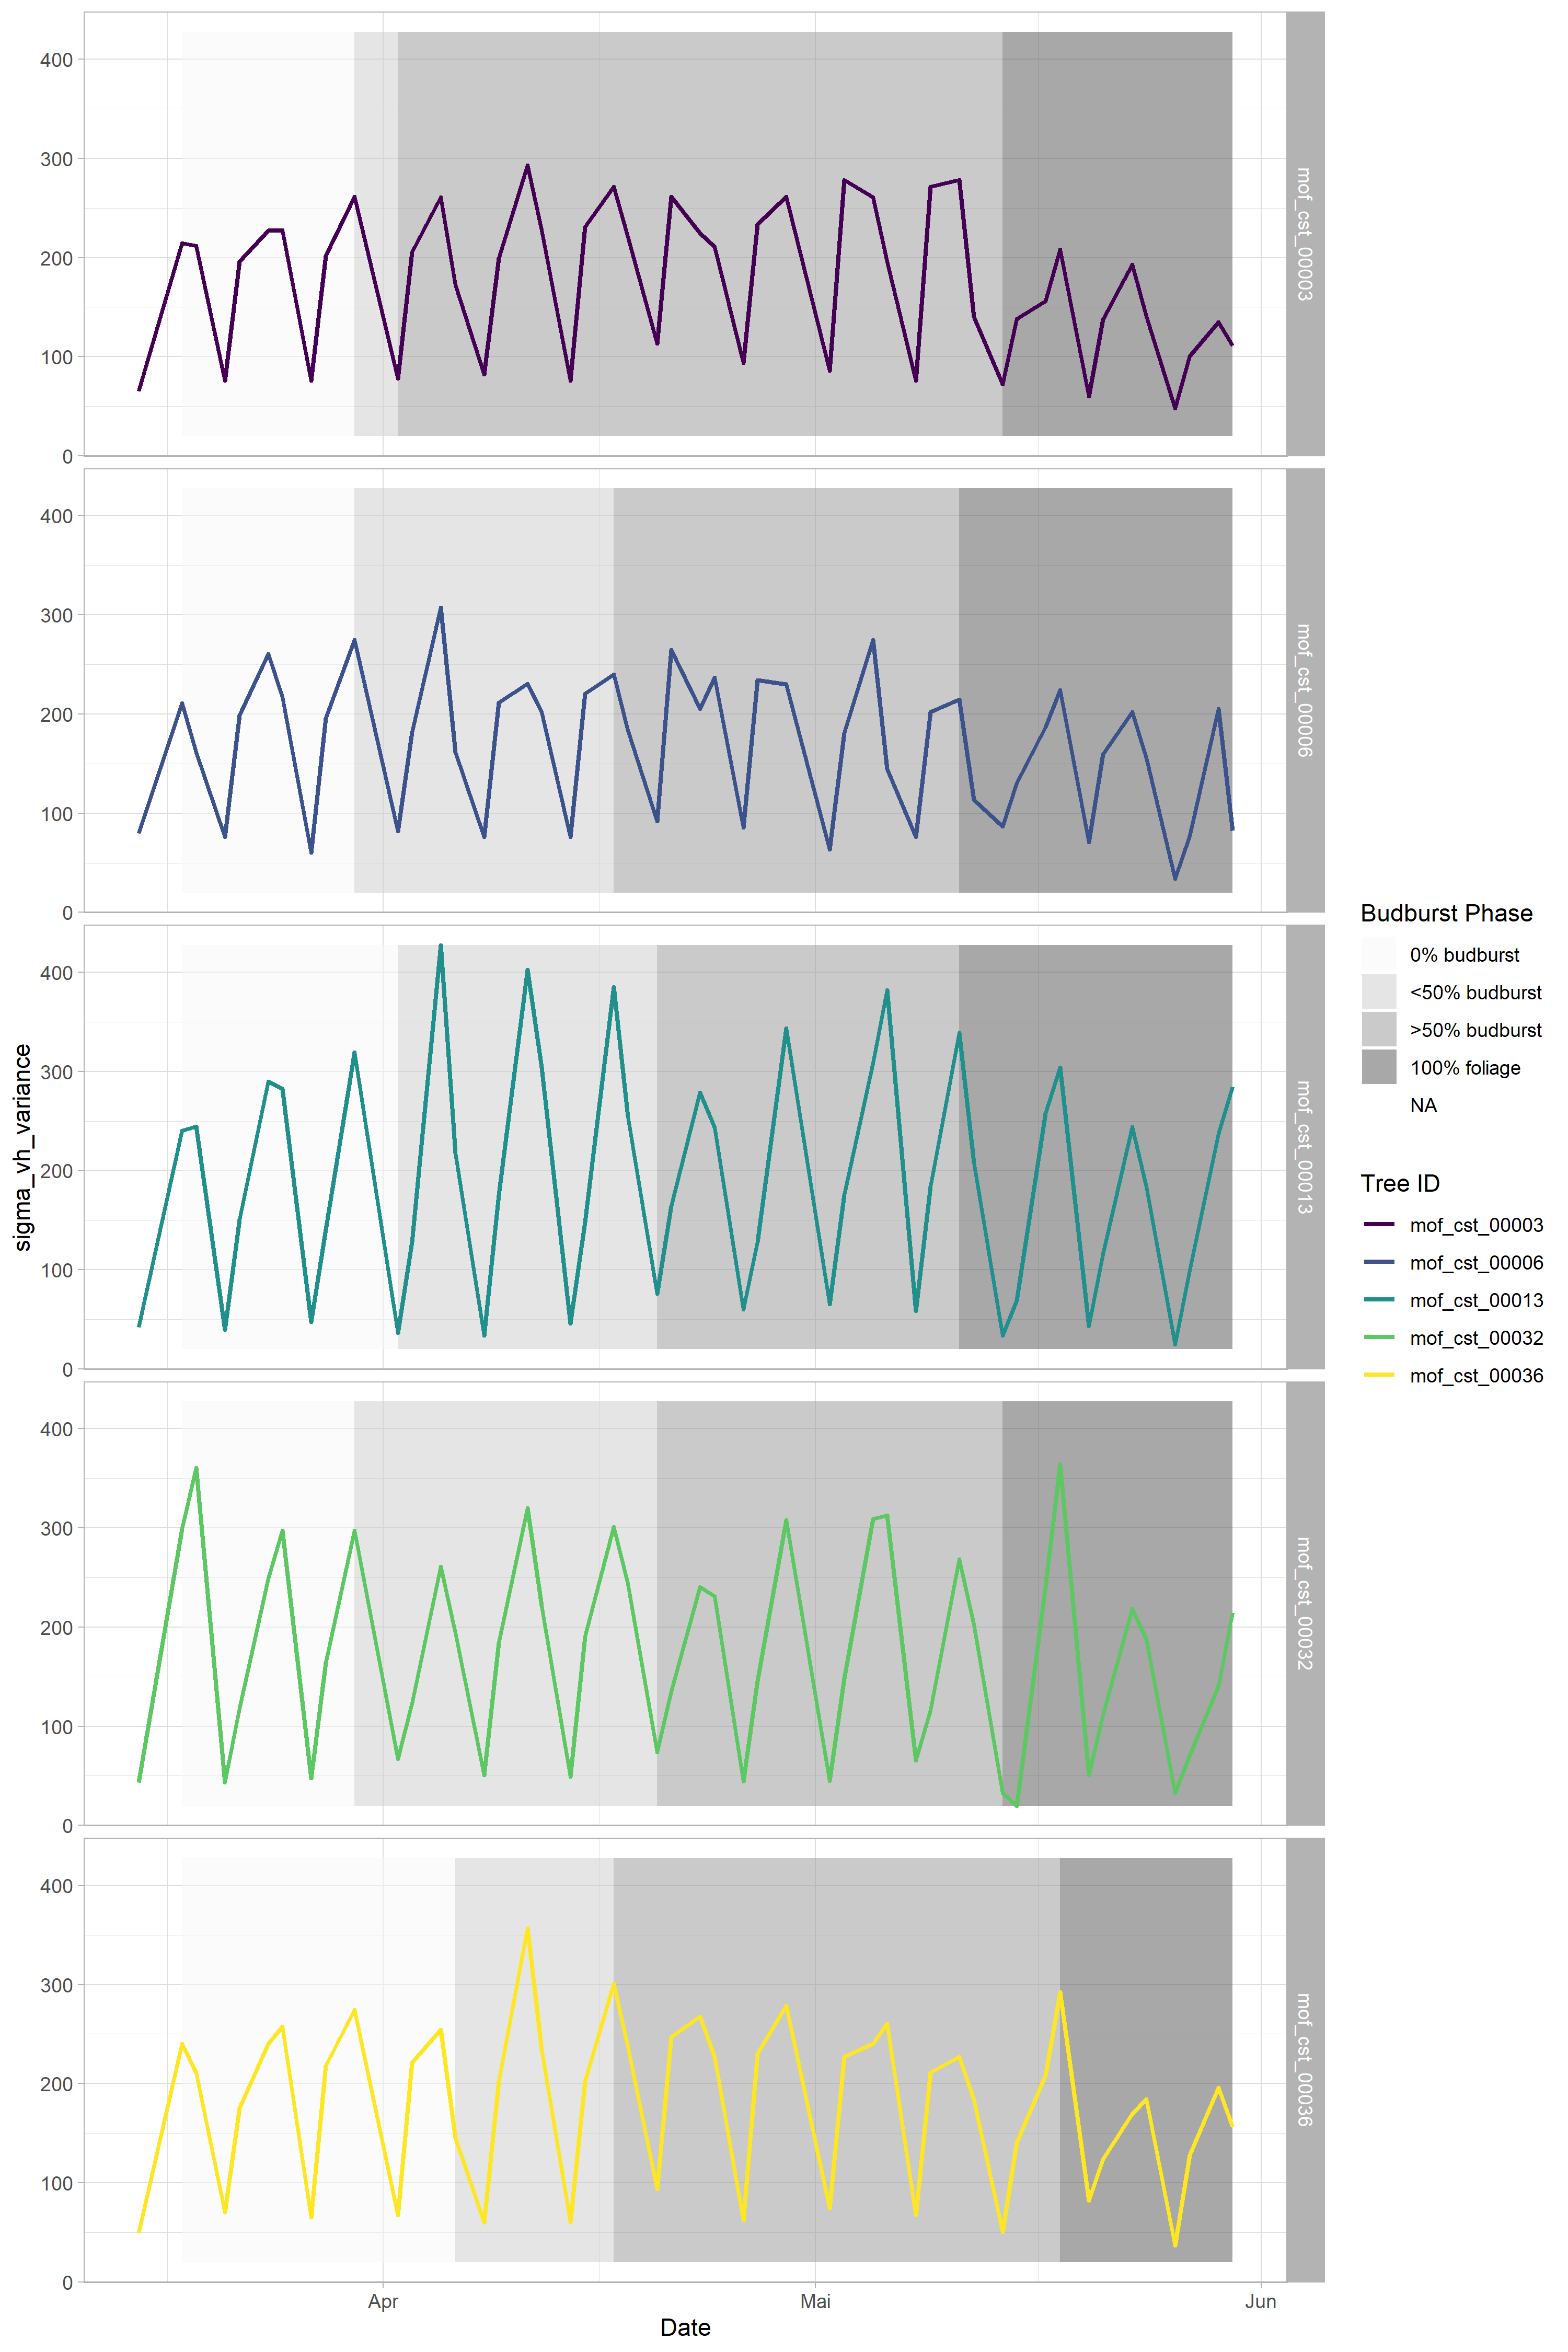 400
300
200
100
0
mof_cst_00003
400
300
200
100
0
mof_cst_00006
400
300
200
100
0
mof_cst_00013
400
300
200
100
0
mof_cst_00032
400
300
200
100
0
mof_cst_00036
sigma_vh_variance
Apr Mai Jun
Date
Budburst Phase
0% budburst
<50% budburst
>50% budburst
100% foliage
NA
Tree ID
mof_cst_00003
mof_cst_00006
mof_cst_00013
mof_cst_00032
mof_cst_00036